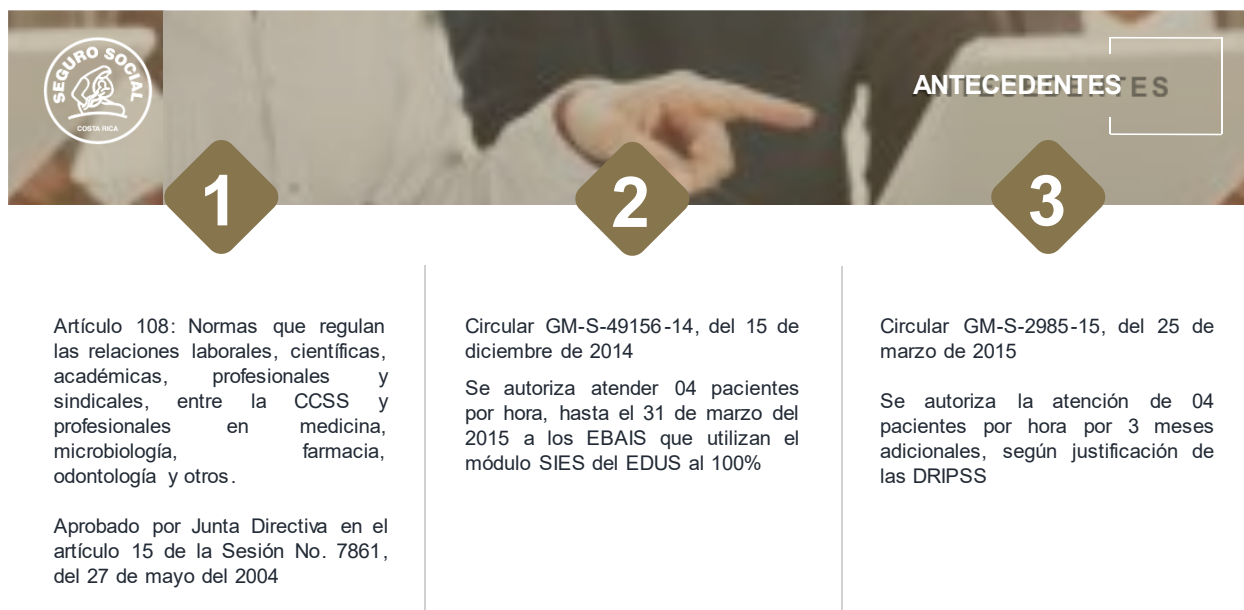 SEGURO SOCIAL
COSTA RICA
ANTECEDENTES
1
2
3
Artículo 108: Normas que regulan
las relaciones laborales, científicas,
académicas, profesionales y
sindicales, entre la CCSS y
profesionales en medicina,
microbiología, farmacia,
odontología y otros.
Aprobado por Junta Directiva en el
artículo 15 de la Sesión No. 7861,
del 27 de mayo del 2004
Circular GM-S-49156-14, del 15 de
diciembre de 2014
Se autoriza atender 04 pacientes
por hora, hasta el 31 de marzo del
2015 a los EBAIS que utilizan el
módulo SIES del EDUS al 100%
Circular GM-S-2985-15, del 25 de
marzo de 2015
Se autoriza la atención de 04
pacientes por hora por 3 meses
adicionales, según justificación de
las DRIPSS